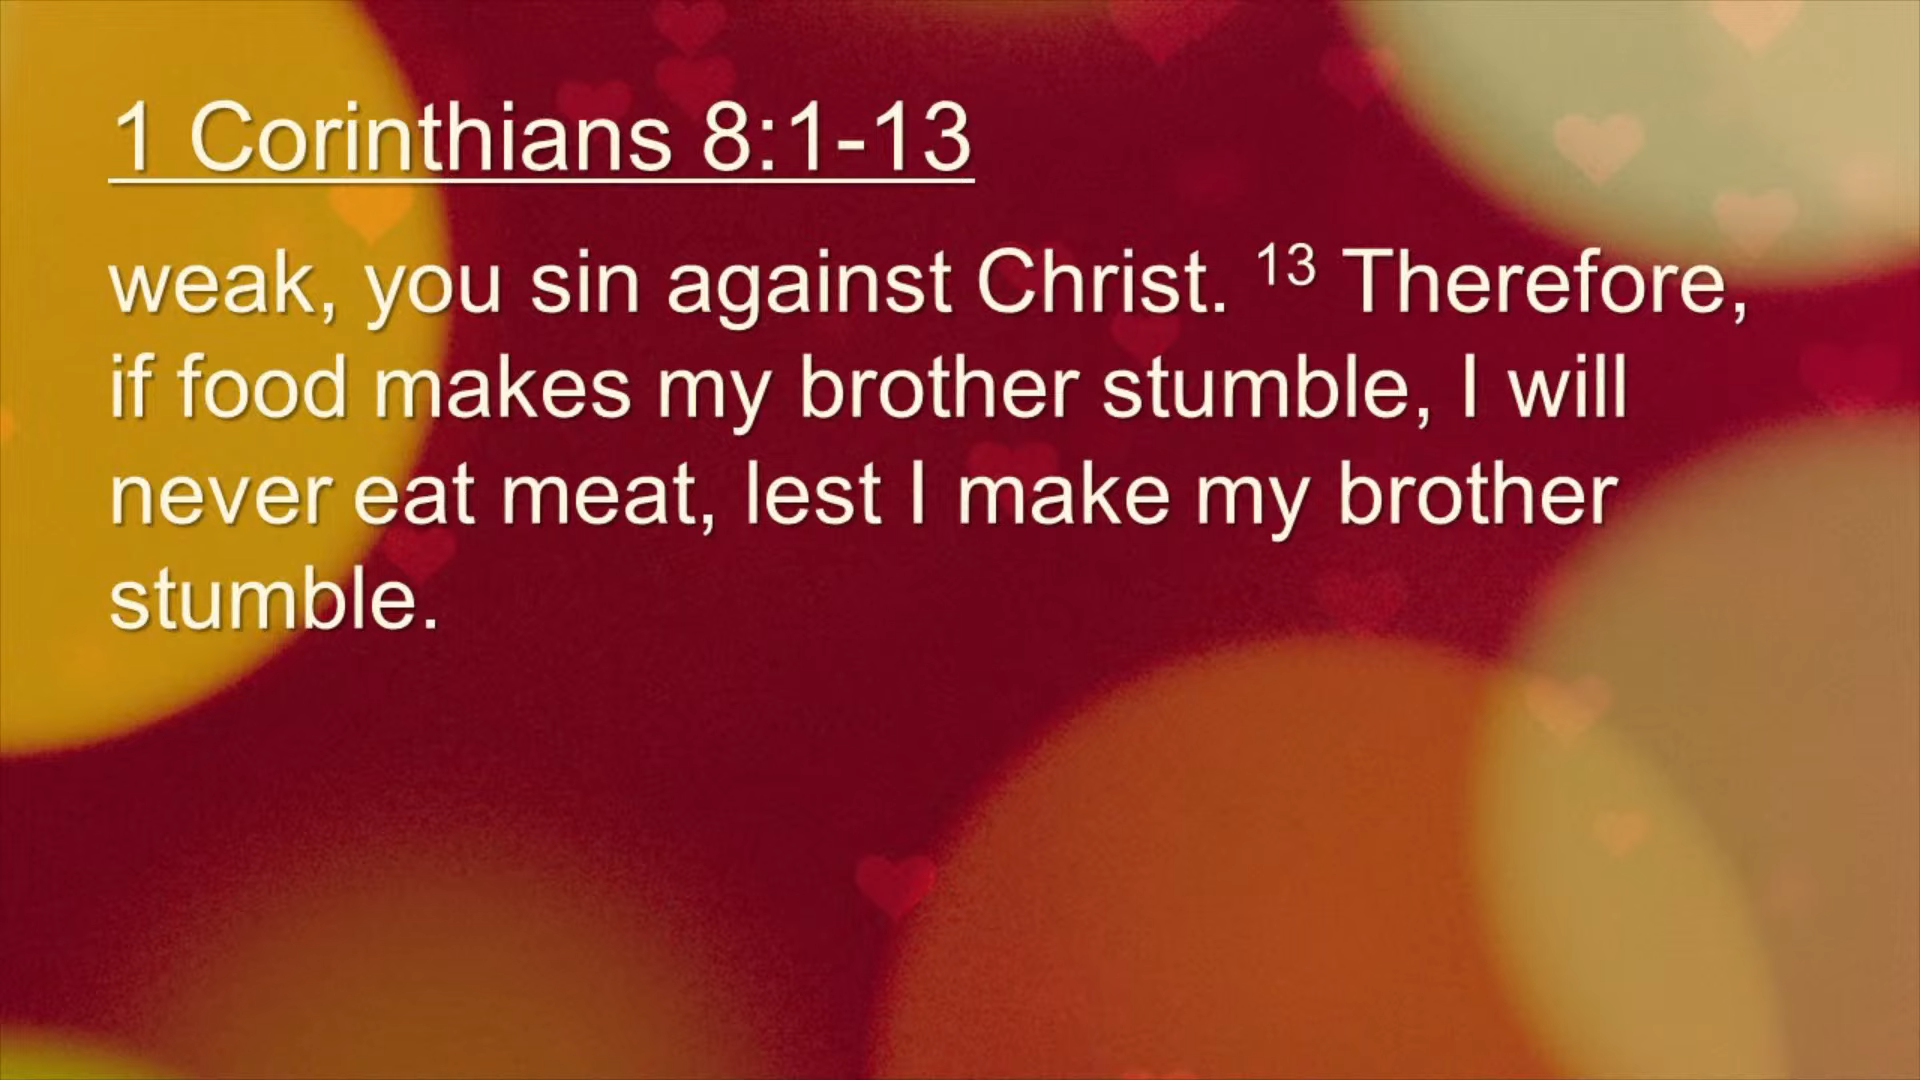 1 Corinthians 8:1-13
weak, you sin against Christ. 13 Therefore,
if food makes my brother stumble, I will
never eat meat, lest I make my brother
stumble.